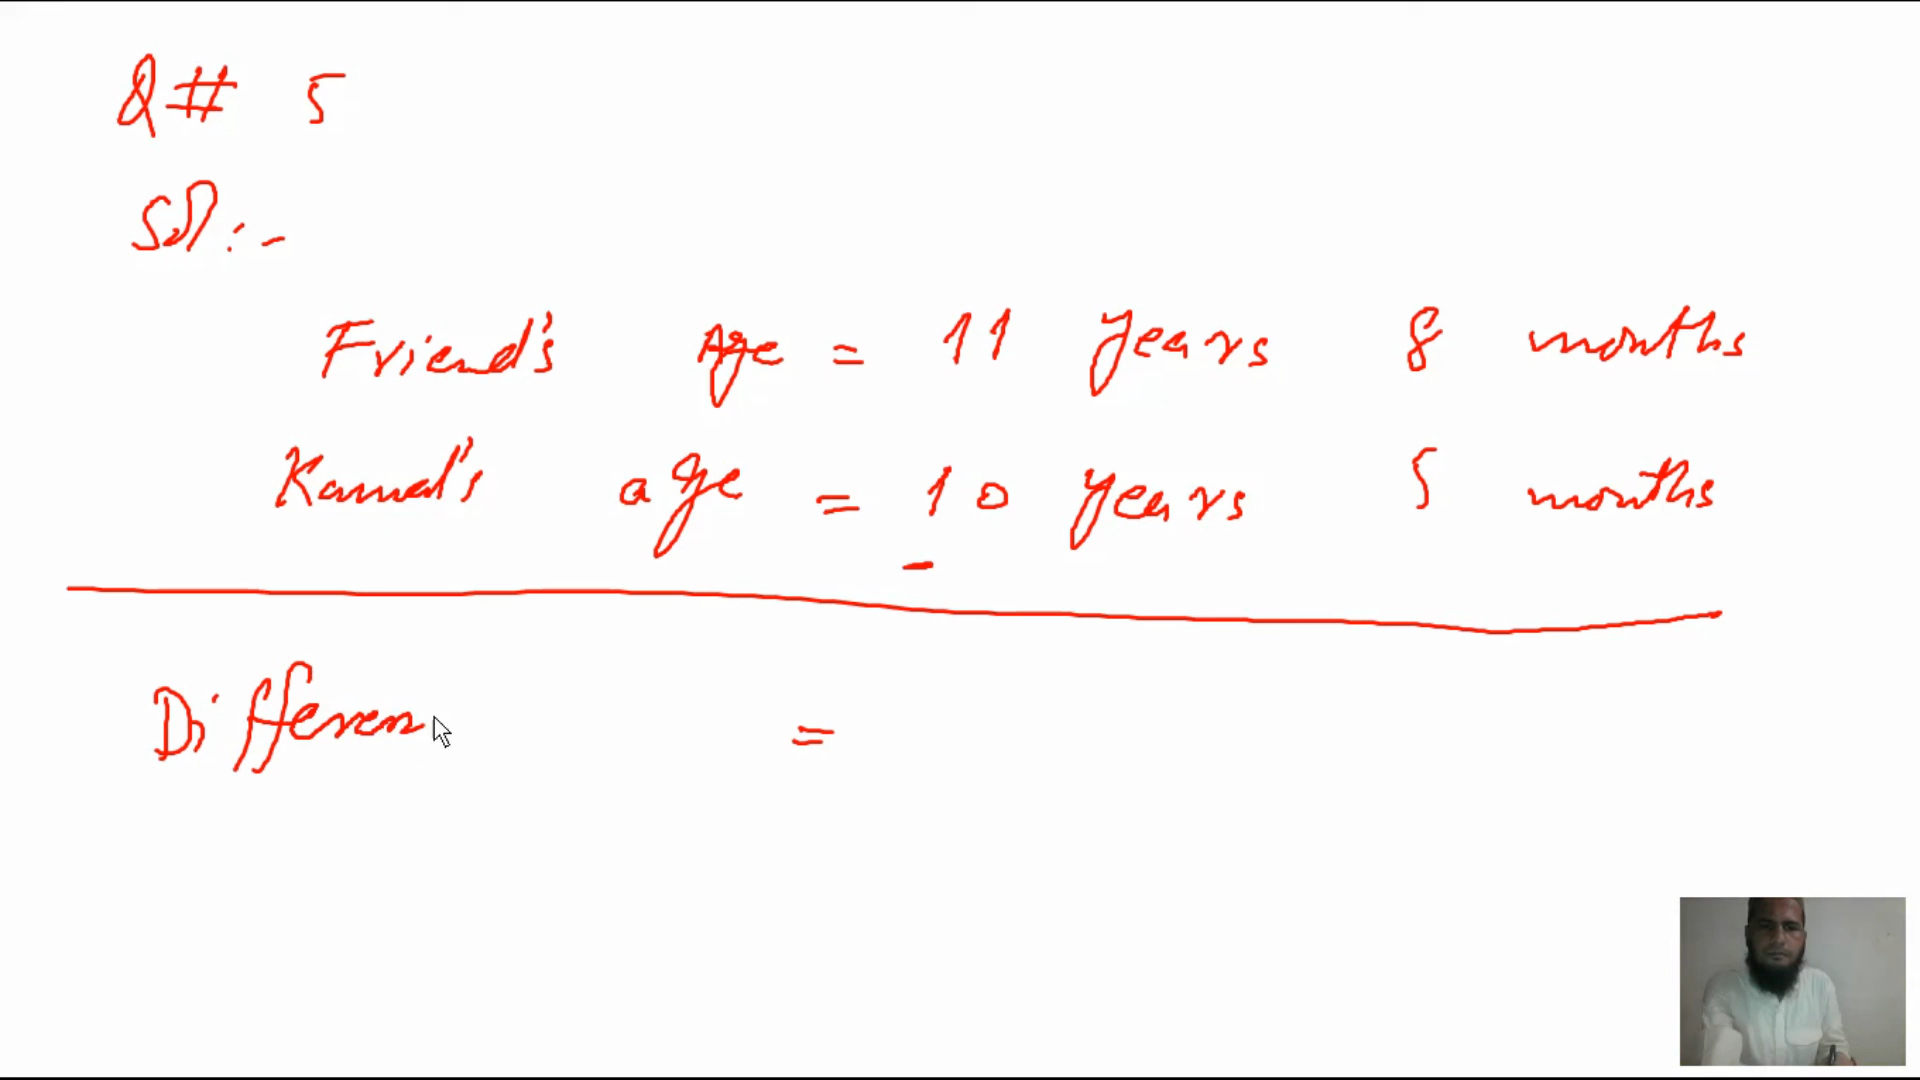 Q# 5
Sol:-
Friend's Age = 11 years 8 months
Kamal's age = 10 years 5 months
-
Differen =